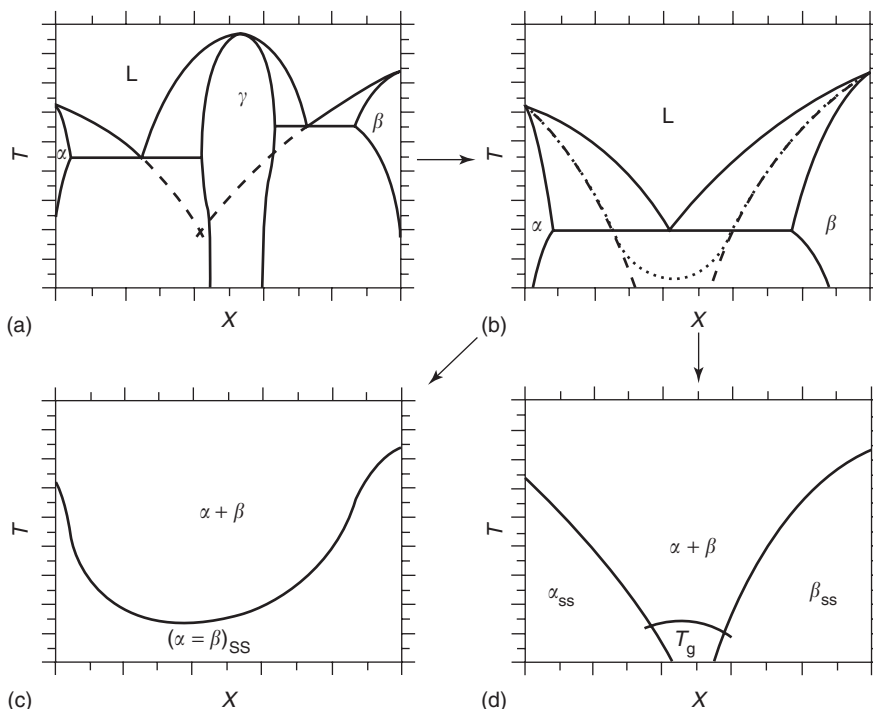 L
γ
α
β
T
X
(a)
L
α
β
T
X
(b)
α + β
(α = β)SS
T
X
(c)
α + β
αss
βss
Tg
T
X
(d)